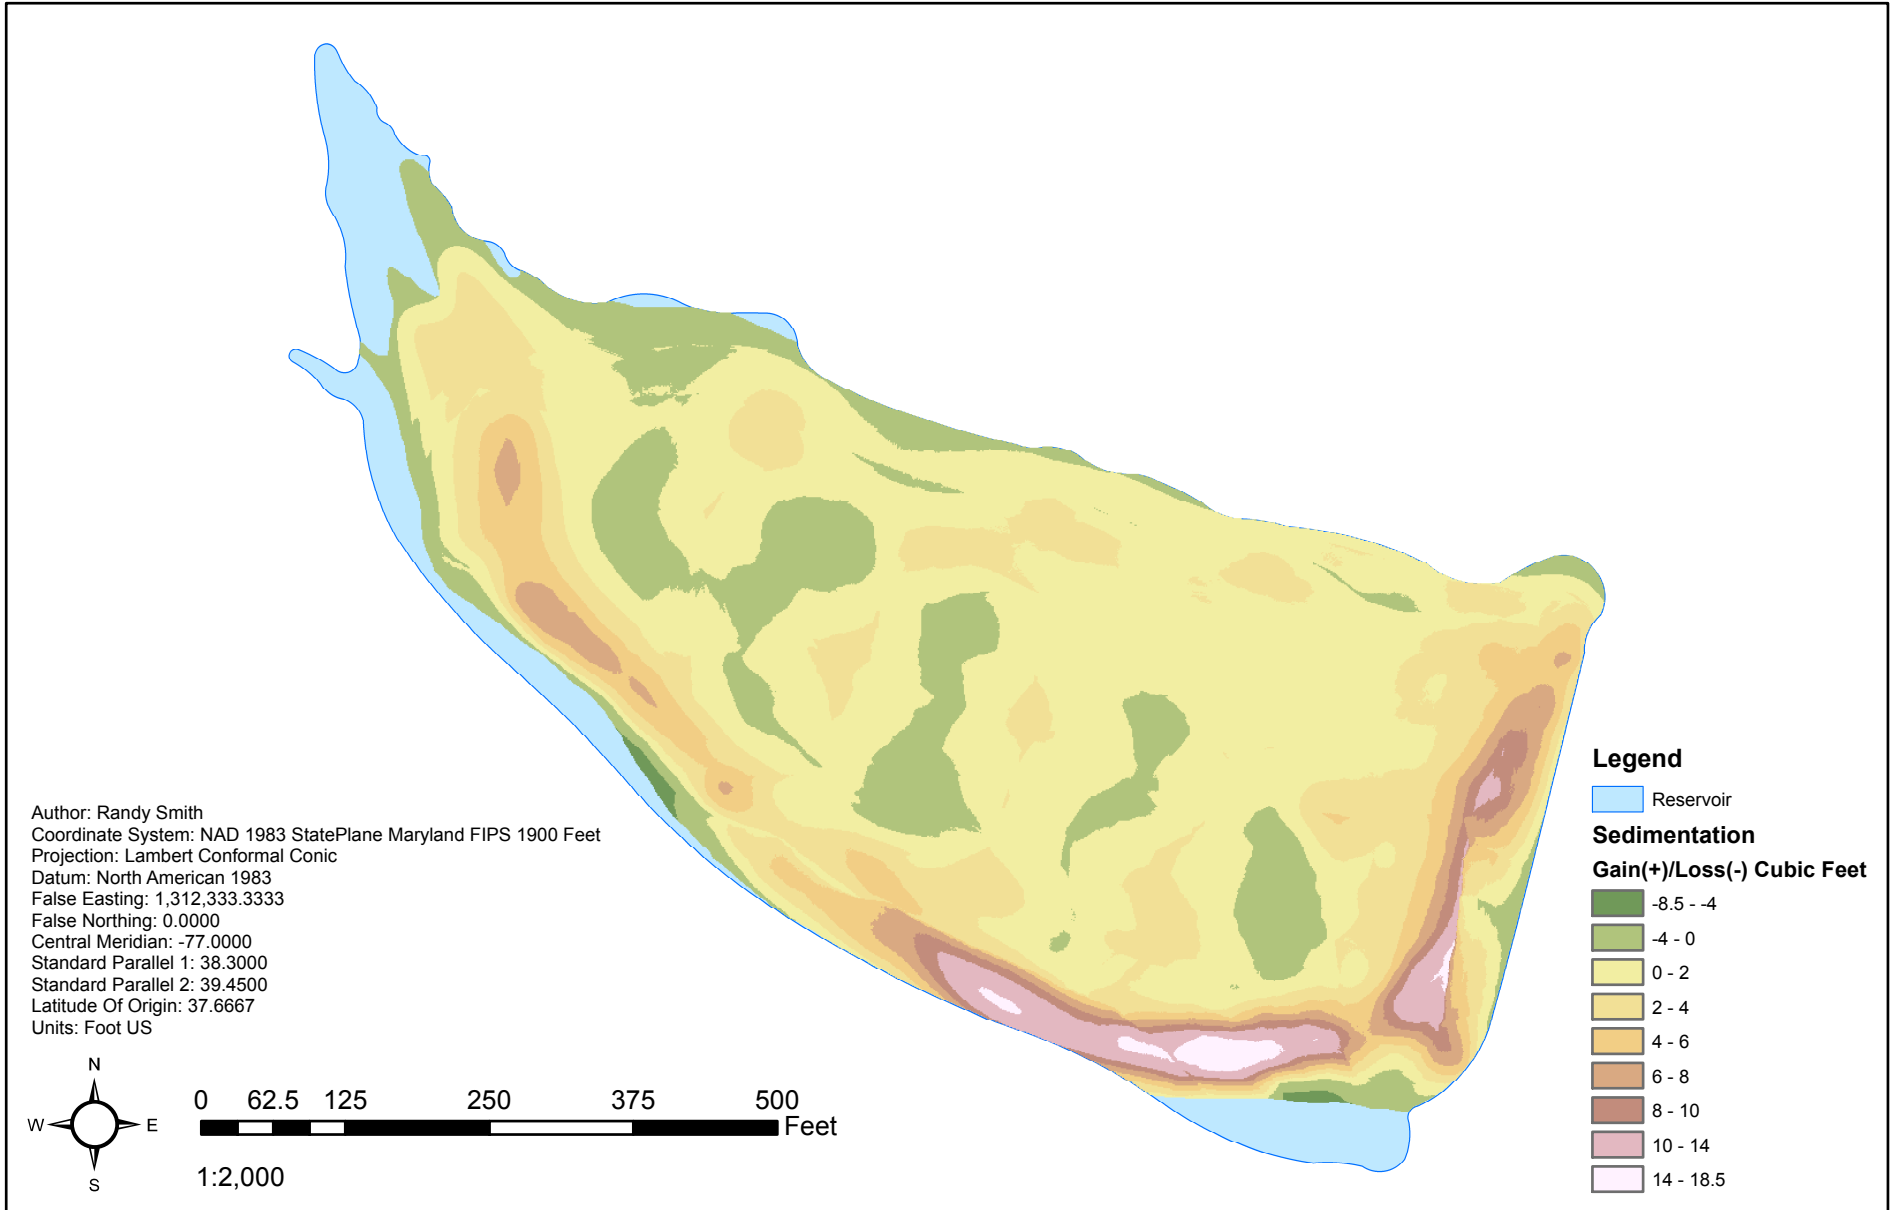 Legend
Reservoir
Sedimentation
Gain(+)/Loss(-) Cubic Feet
-8.5 - -4
-4 - 0
0 - 2
2 - 4
4 - 6
6 - 8
8 - 10
10 - 14
14 - 18.5
Author: Randy Smith
Coordinate System: NAD 1983 StatePlane Maryland FIPS 1900 Feet
Projection: Lambert Conformal Conic
Datum: North American 1983
False Easting: 1,312,333.3333
False Northing: 0.0000
Central Meridian: -77.0000
Standard Parallel 1: 38.3000
Standard Parallel 2: 39.4500
Latitude Of Origin: 37.6667
Units: Foot US
N
W E
S
0 62.5 125 250 375 500
Feet
1:2,000